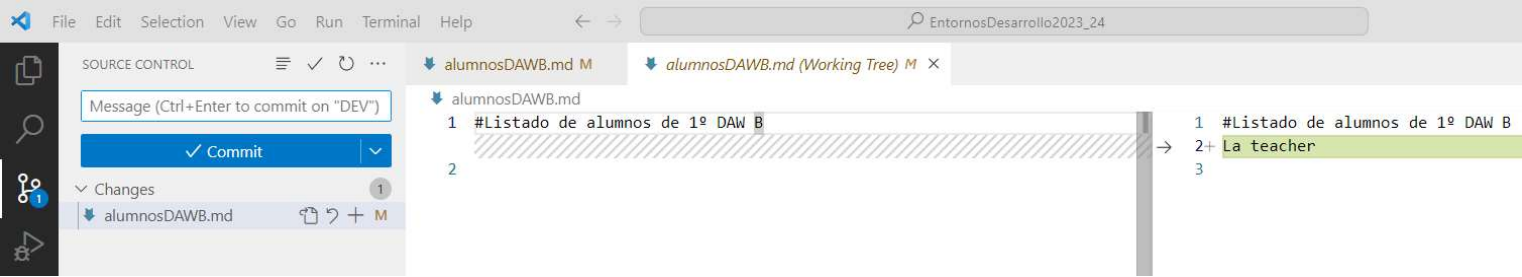 File Edit Selection View Go Run Terminal Help
EntornosDesarrollo2023_24
SOURCE CONTROL
alumnosDAWB.md M
alumnosDAWB.md (Working Tree) M
Message (Ctrl+Enter to commit on "DEV")
Commit
Changes
1
alumnosDAWB.md
M
1
alumnosDAWB.md
1 #Listado de alumnos de 1º DAW B
2
1 #Listado de alumnos de 1º DAW B
2+ La teacher
3